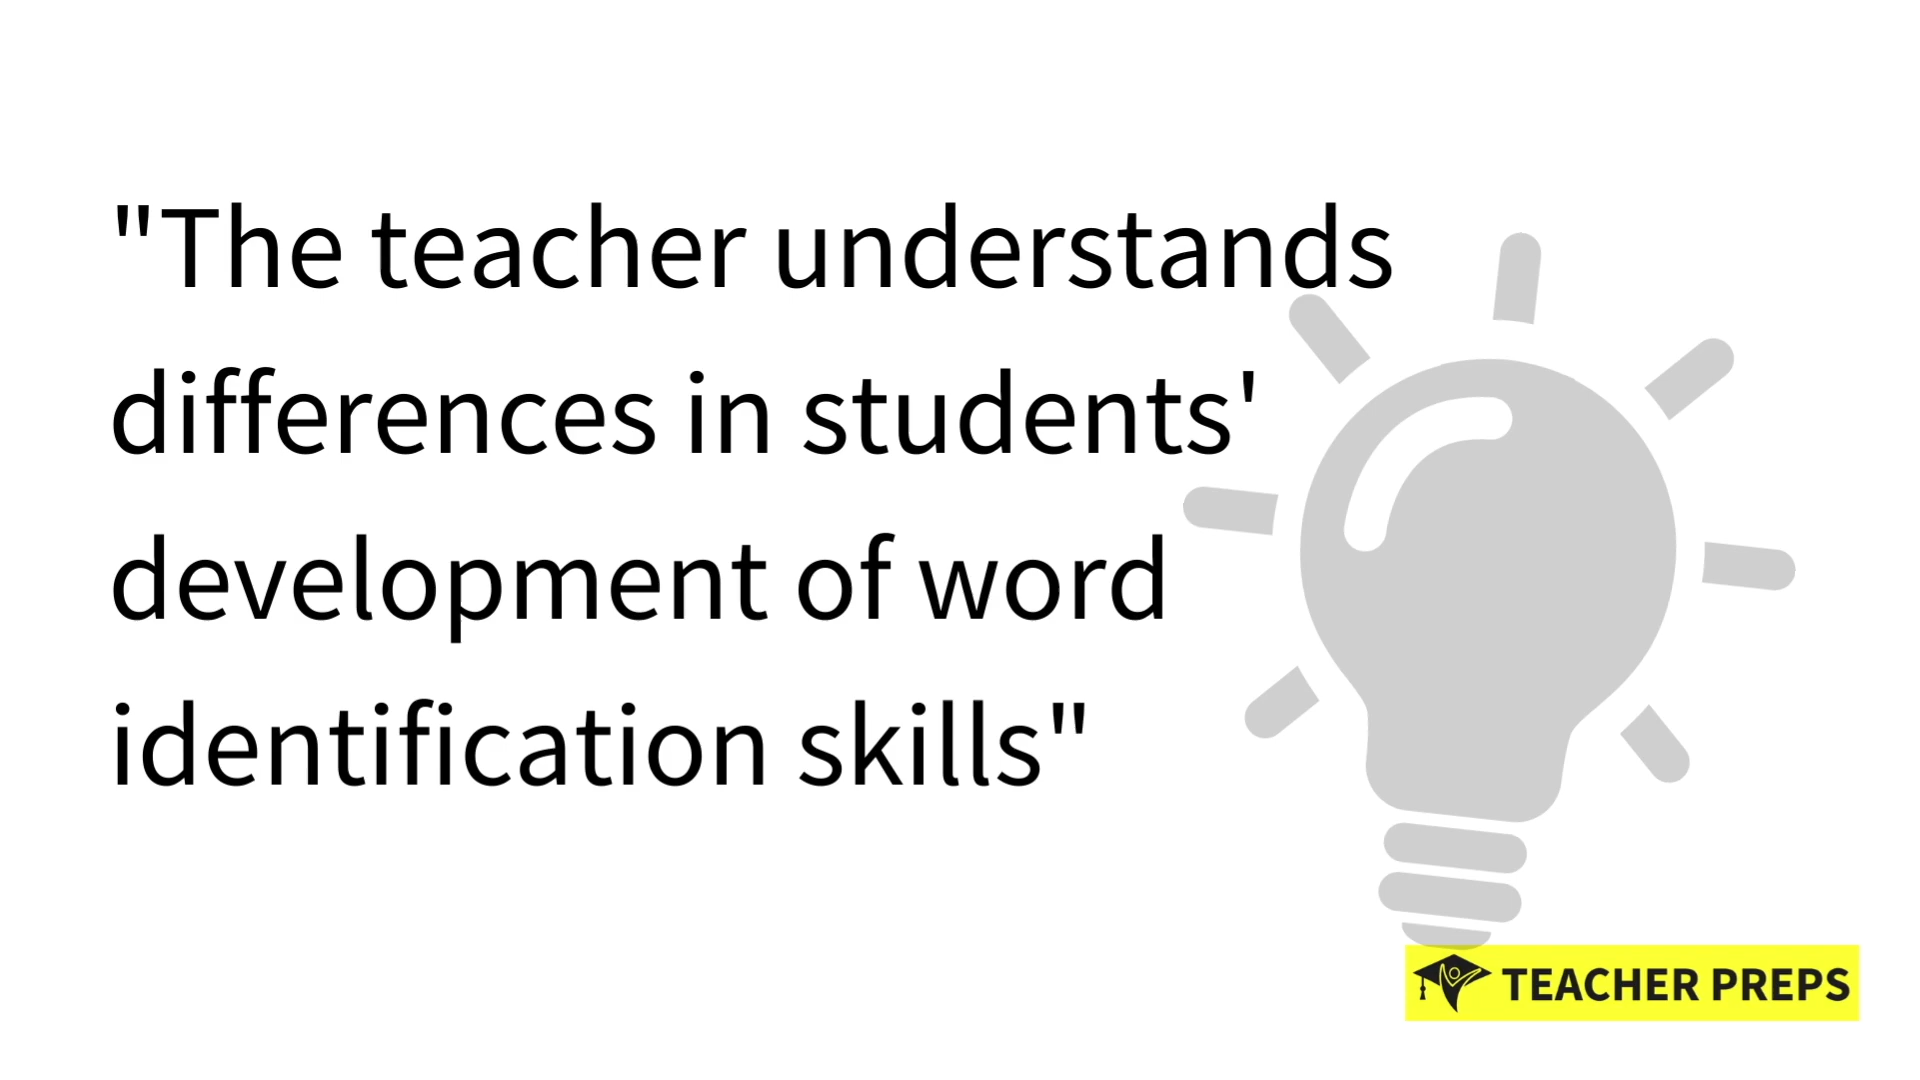 "The teacher understands
differences in students'
development of word
identification skills"
TEACHER PREPS